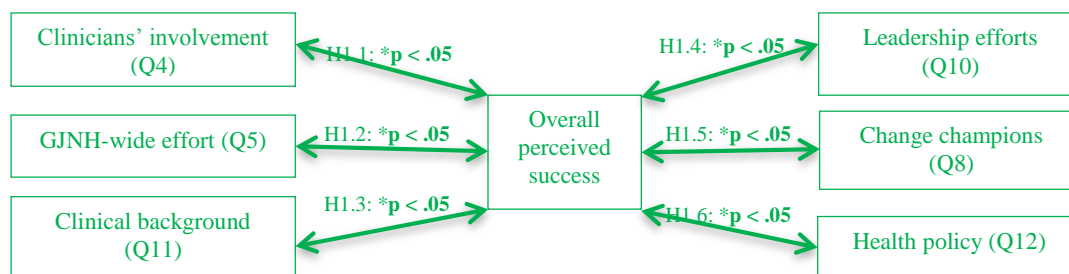 Clinicians’ involvement
(Q4)
H1.1: *p < .05
GJNH-wide effort (Q5)
H1.2: *p < .05
Clinical background
(Q11)
H1.3: *p < .05
Overall
perceived
success
H1.4: *p < .05
Leadership efforts
(Q10)
H1.5: *p < .05
Change champions
(Q8)
H1.6: *p < .05
Health policy (Q12)